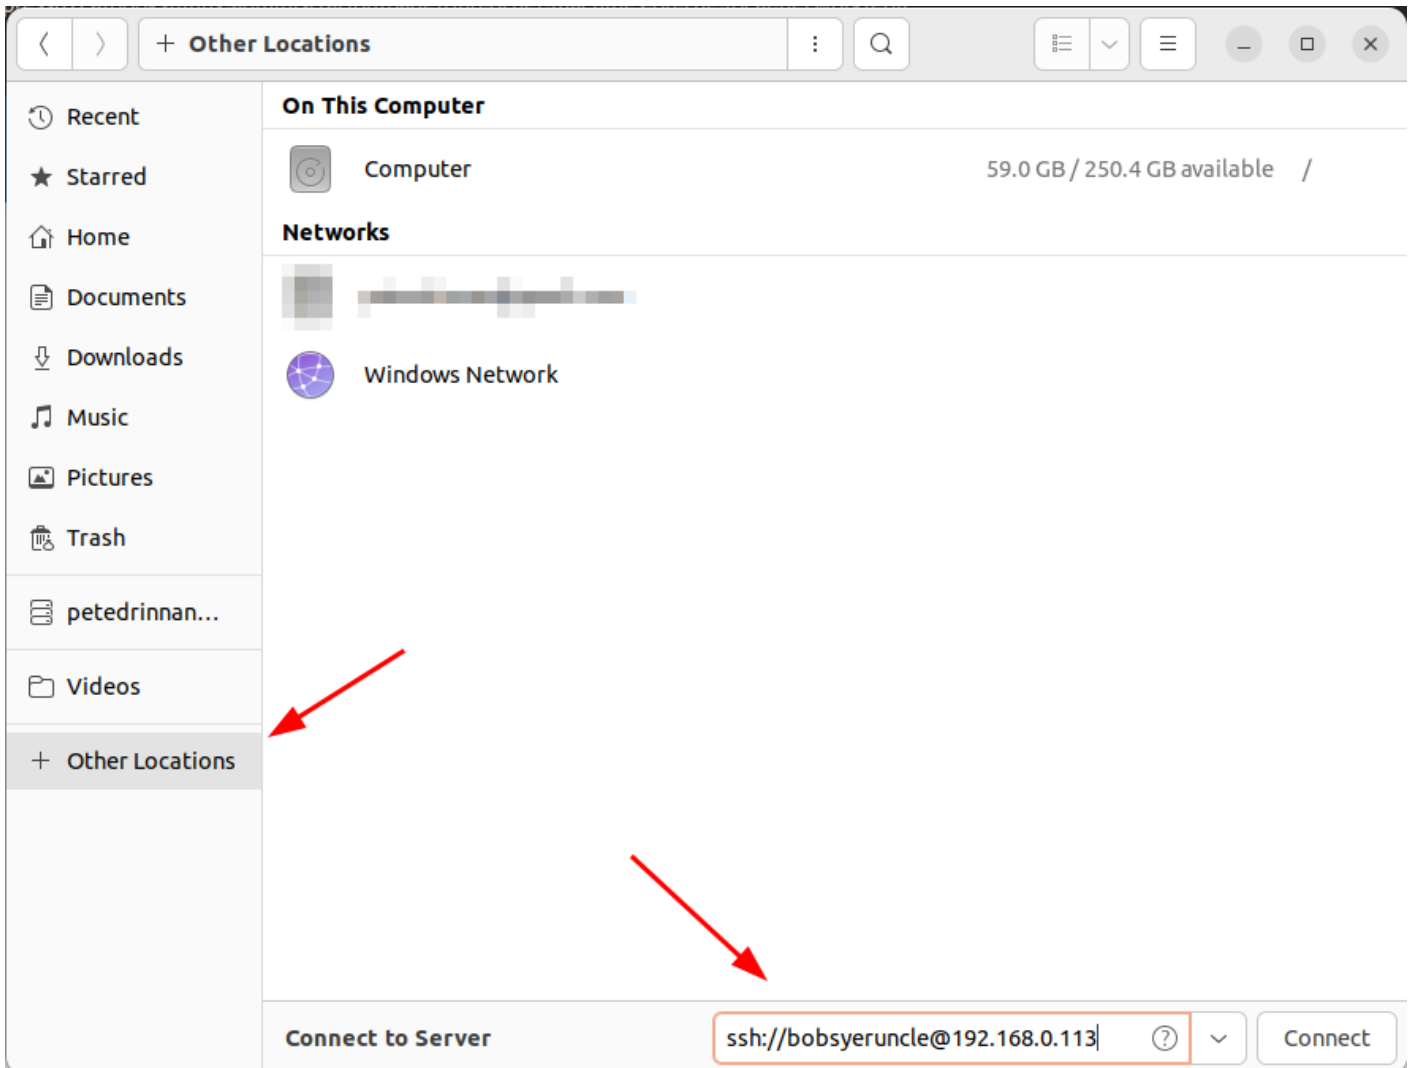 Other Locations
Recent
Starred
Home
Documents
Downloads
Music
Pictures
Trash
petedrinnan...
Videos
Other Locations
On This Computer
Computer 59.0 GB / 250.4 GB available /
Networks
Windows Network
Connect to Server ssh://bobsyeruncle@192.168.0.113 Connect